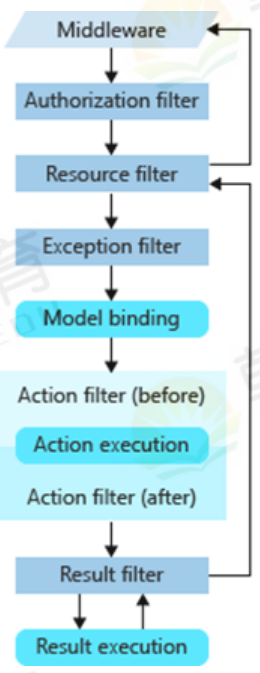 Middleware
Authorization filter
Resource filter
Exception filter
Model binding
Action filter (before)
Action execution
Action filter (after)
Result filter
Result execution